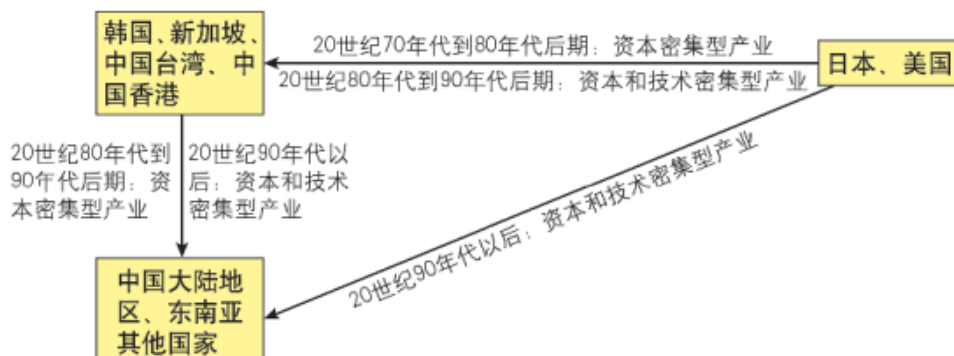 韩国、新加坡、
中国台湾、中
国香港
20世纪70年代到80年代后期：资本密集型产业
20世纪80年代到90年代后期：资本和技术密集型产业
日本、美国
20世纪80年代到
90年代后期：资
本密集型产业
20世纪90年代以
后：资本和技术
密集型产业
20世纪90年代以后：资本和技术密集型产业
中国大陆地
区、东南亚
其他国家